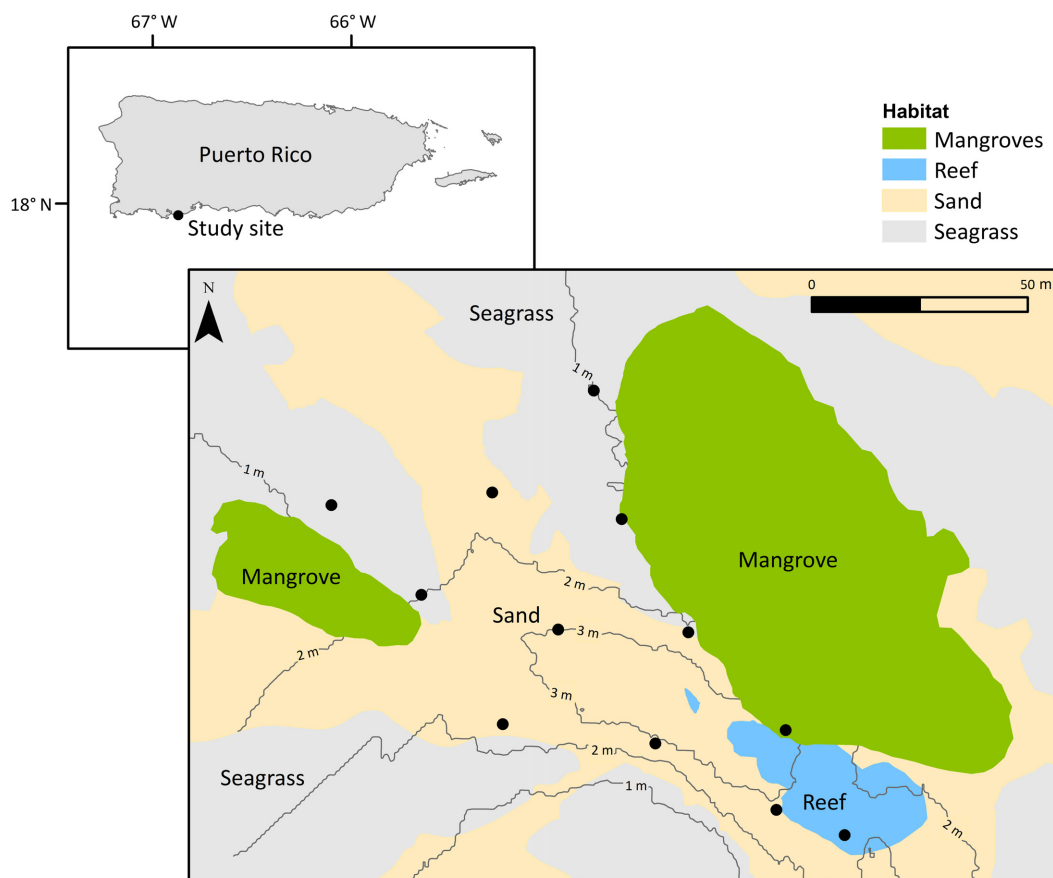 67° W
66° W
18° N
Puerto Rico
Study site
Habitat
Mangroves
Reef
Sand
Seagrass
N
0
50 m
Seagrass
1 m
1 m
Mangrove
Mangrove
2 m
Sand
3 m
2 m
3 m
2 m
Seagrass
1 m
Reef
2 m